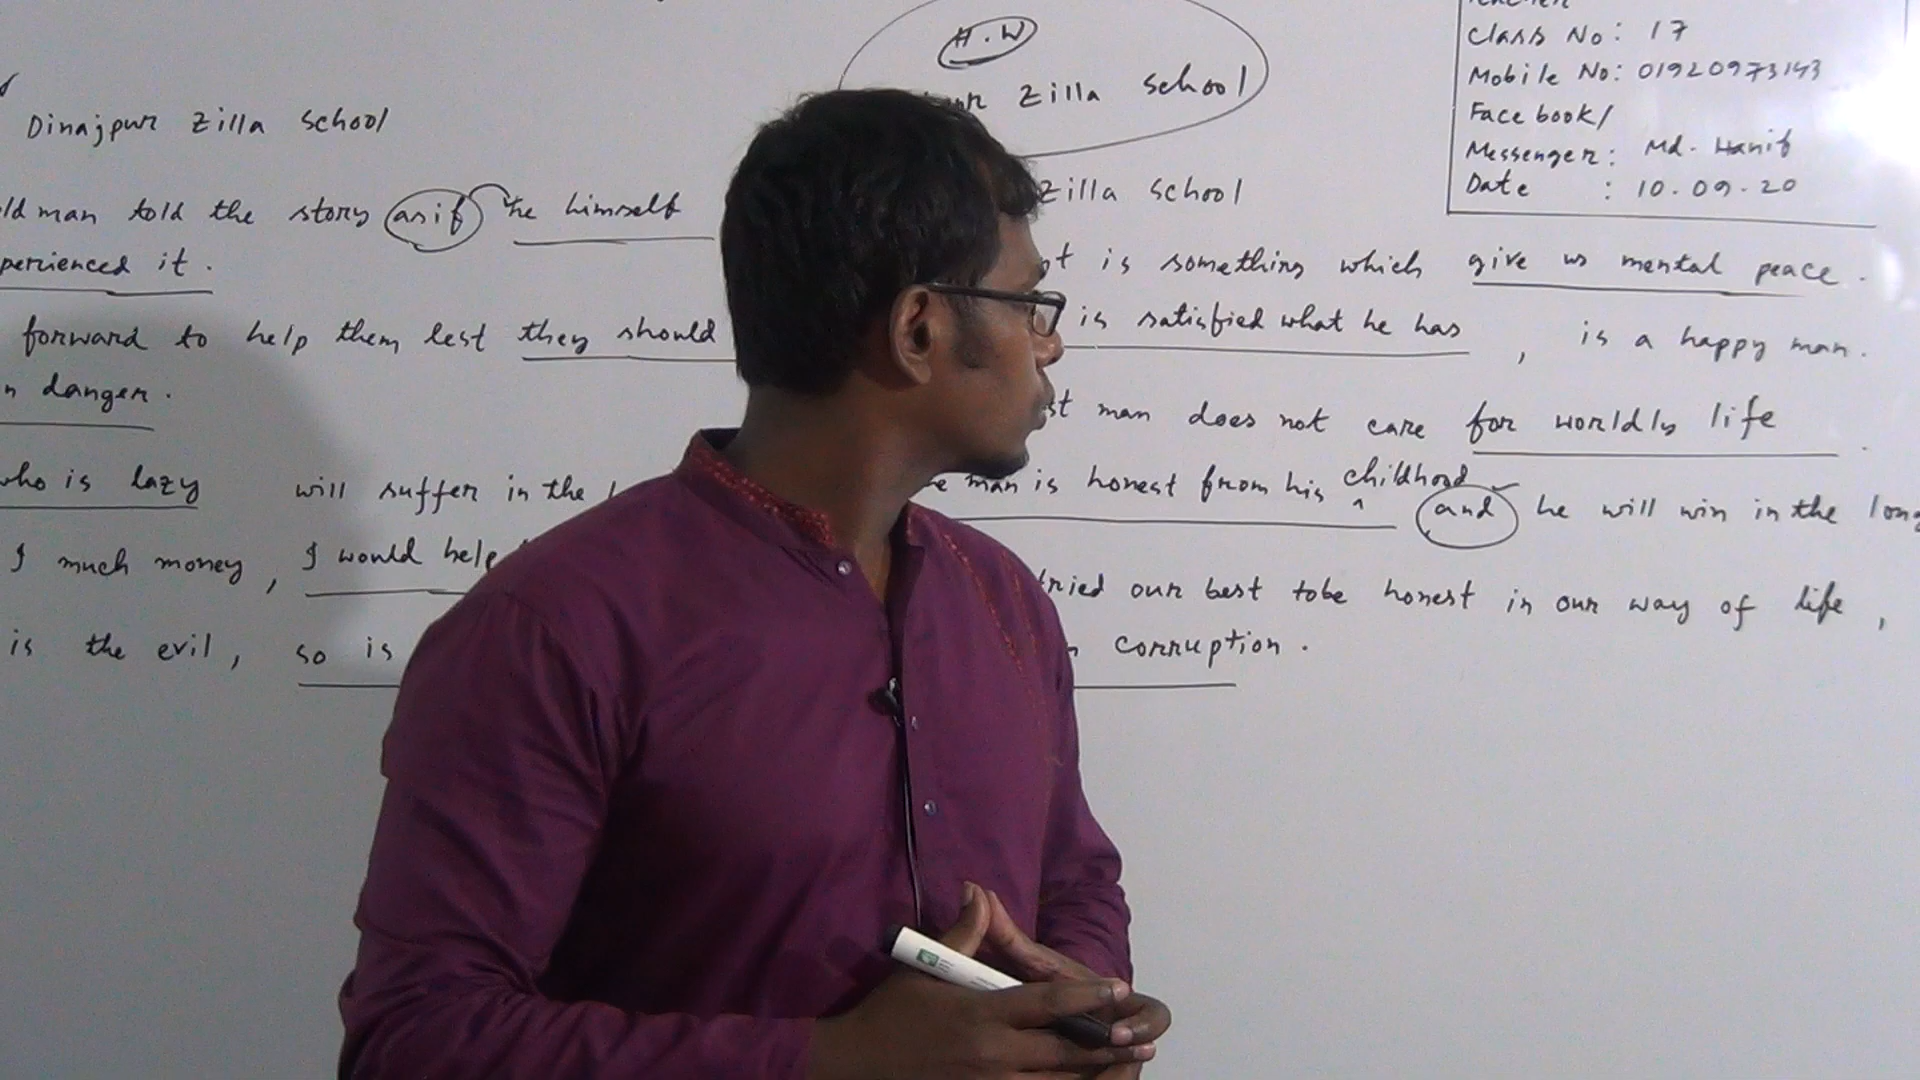 Dinajpur Zilla School
man told the story as if he himself
it.
forward to help them lest they should
danger.
who is lazy will suffer in the
I much money, I would help
is the evil, so is
H.W
Zilla School
Zilla School
is something which give us mental peace.
is satisfied what he has, is a happy man.
man does not care for worldly life.
man is honest from his childhood and he will win in the long
tried our best tobe honest in our way of life,
corruption.
Class No: 17
Mobile No: 01920973143
Face book/
Messenger: Md. Hanif
Date : 10.09.20